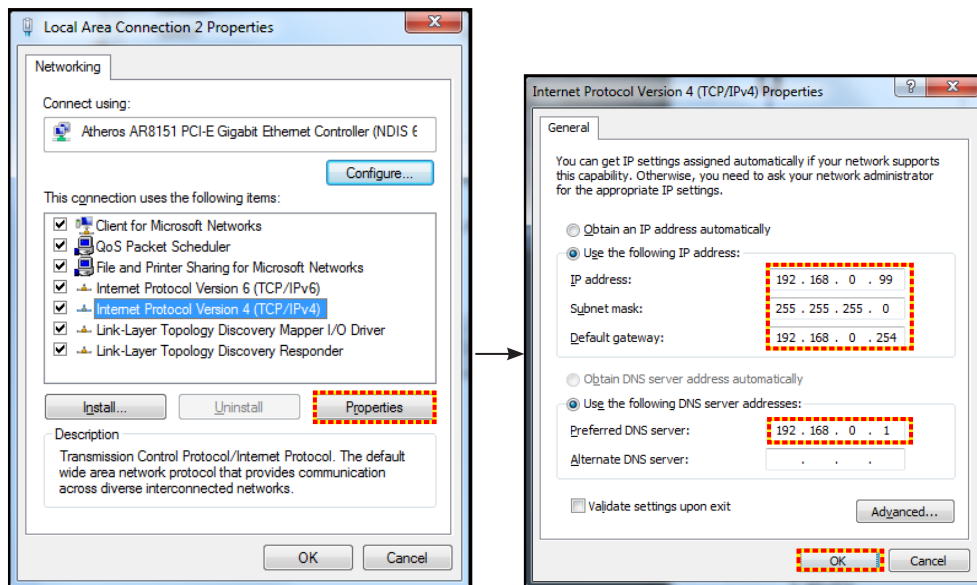 Local Area Connection 2 Properties
Networking
Connect using:
Atheros AR8151 PCI-E Gigabit Ethernet Controller (NDIS 6
Configure...
This connection uses the following items:
Client for Microsoft Networks
QoS Packet Scheduler
File and Printer Sharing for Microsoft Networks
Internet Protocol Version 6 (TCP/IPv6)
Internet Protocol Version 4 (TCP/IPv4)
Link-Layer Topology Discovery Mapper I/O Driver
Link-Layer Topology Discovery Responder
Install...
Uninstall
Properties
Description
Transmission Control Protocol/Internet Protocol. The default
wide area network protocol that provides communication
across diverse interconnected networks.
OK
Cancel
Internet Protocol Version 4 (TCP/IPv4) Properties
General
You can get IP settings assigned automatically if your network supports
this capability. Otherwise, you need to ask your network administrator
for the appropriate IP settings.
Obtain an IP address automatically
Use the following IP address:
IP address: 192 . 168 . 0 . 99
Subnet mask: 255 . 255 . 255 . 0
Default gateway: 192 . 168 . 0 . 254
Obtain DNS server address automatically
Use the following DNS server addresses:
Preferred DNS server: 192 . 168 . 0 . 1
Alternate DNS server: . . .
Validate settings upon exit
Advanced...
OK
Cancel